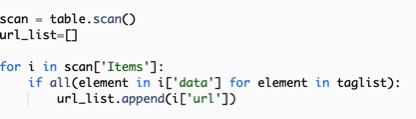 scan = table.scan()
url_list=[]

for i in scan['Items']:
    if all(element in i['data'] for element in taglist):
        url_list.append(i['url'])